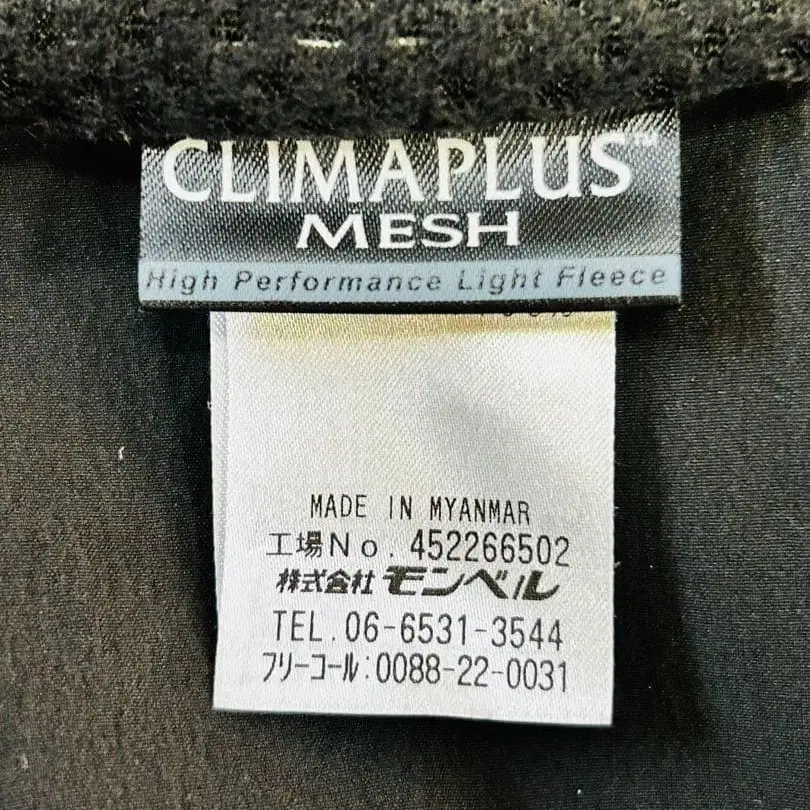 CLIMAPLUS™
MESH
High Performance Light Fleece
MADE IN MYANMAR
工場No. 452266502
株式会社 モンベル
TEL. 06-6531-3544
フリーコール:0088-22-0031